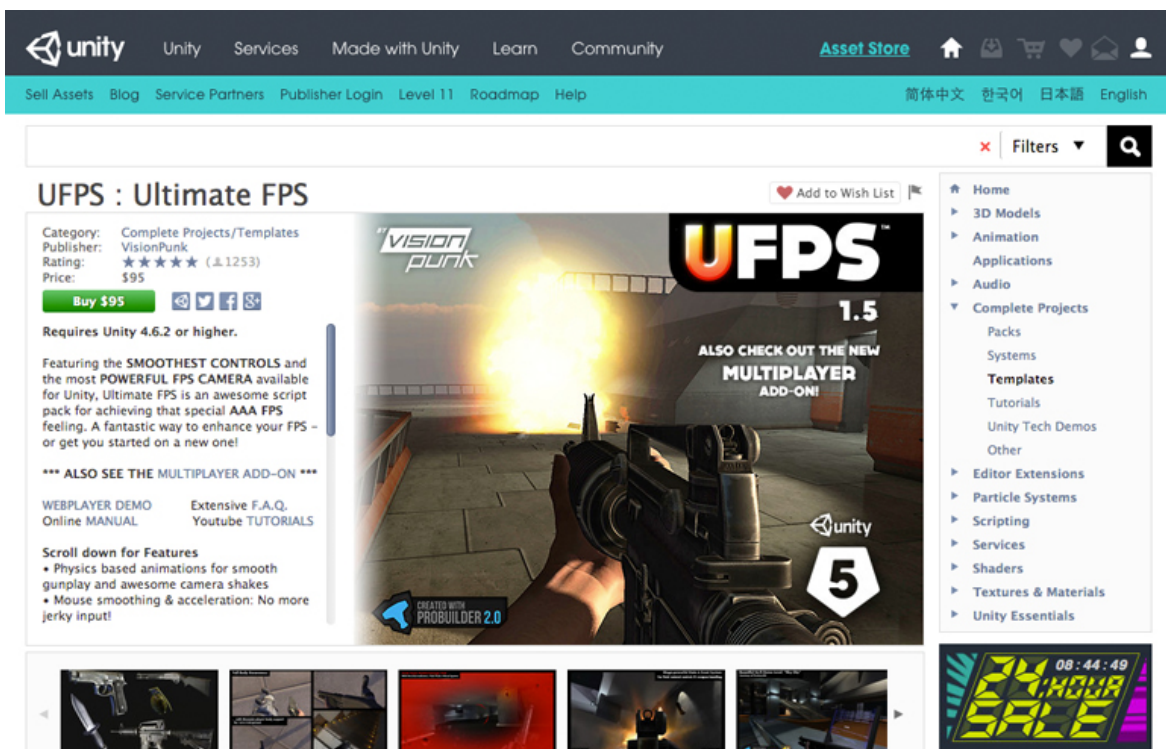 unity Unity Services Made with Unity Learn Community Asset Store
Sell Assets Blog Service Partners Publisher Login Level 11 Roadmap Help 简体中文 한국어 日本語 English
× Filters
UFPS : Ultimate FPS
Add to Wish List
Category: Complete Projects/Templates
Publisher: VisionPunk
Rating: ★★★★★ (1253)
Price: $95
Buy $95
Requires Unity 4.6.2 or higher.
Featuring the SMOOTHEST CONTROLS and
the most POWERFUL FPS CAMERA available
for Unity, Ultimate FPS is an awesome script
pack for achieving that special AAA FPS
feeling. A fantastic way to enhance your FPS –
or get you started on a new one!
*** ALSO SEE THE MULTIPLAYER ADD-ON ***
WEBPLAYER DEMO Extensive F.A.Q.
Online MANUAL Youtube TUTORIALS
Scroll down for Features
• Physics based animations for smooth
gunplay and awesome camera shakes
• Mouse smoothing & acceleration: No more
jerky input!
BY VISION
PUNK
UFPS™
1.5
ALSO CHECK OUT THE NEW
MULTIPLAYER
ADD-ON!
unity
5
CREATED WITH
PROBUILDER 2.0
Home
3D Models
Animation
Applications
Audio
Complete Projects
Packs
Systems
Templates
Tutorials
Unity Tech Demos
Other
Editor Extensions
Particle Systems
Scripting
Services
Shaders
Textures & Materials
Unity Essentials
08:44:49
24 HOUR
SALE